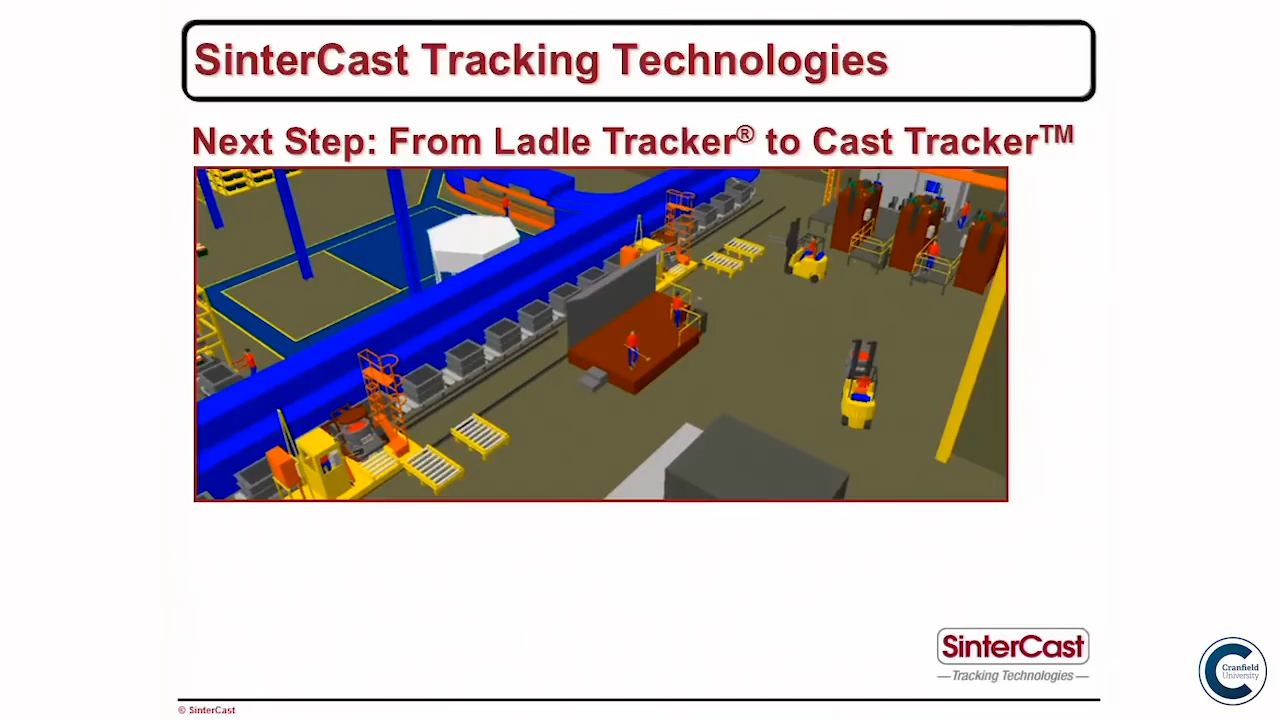 SinterCast Tracking Technologies
Next Step: From Ladle Tracker® to Cast Tracker™
SinterCast
—Tracking Technologies—
Cranfield
University
© SinterCast